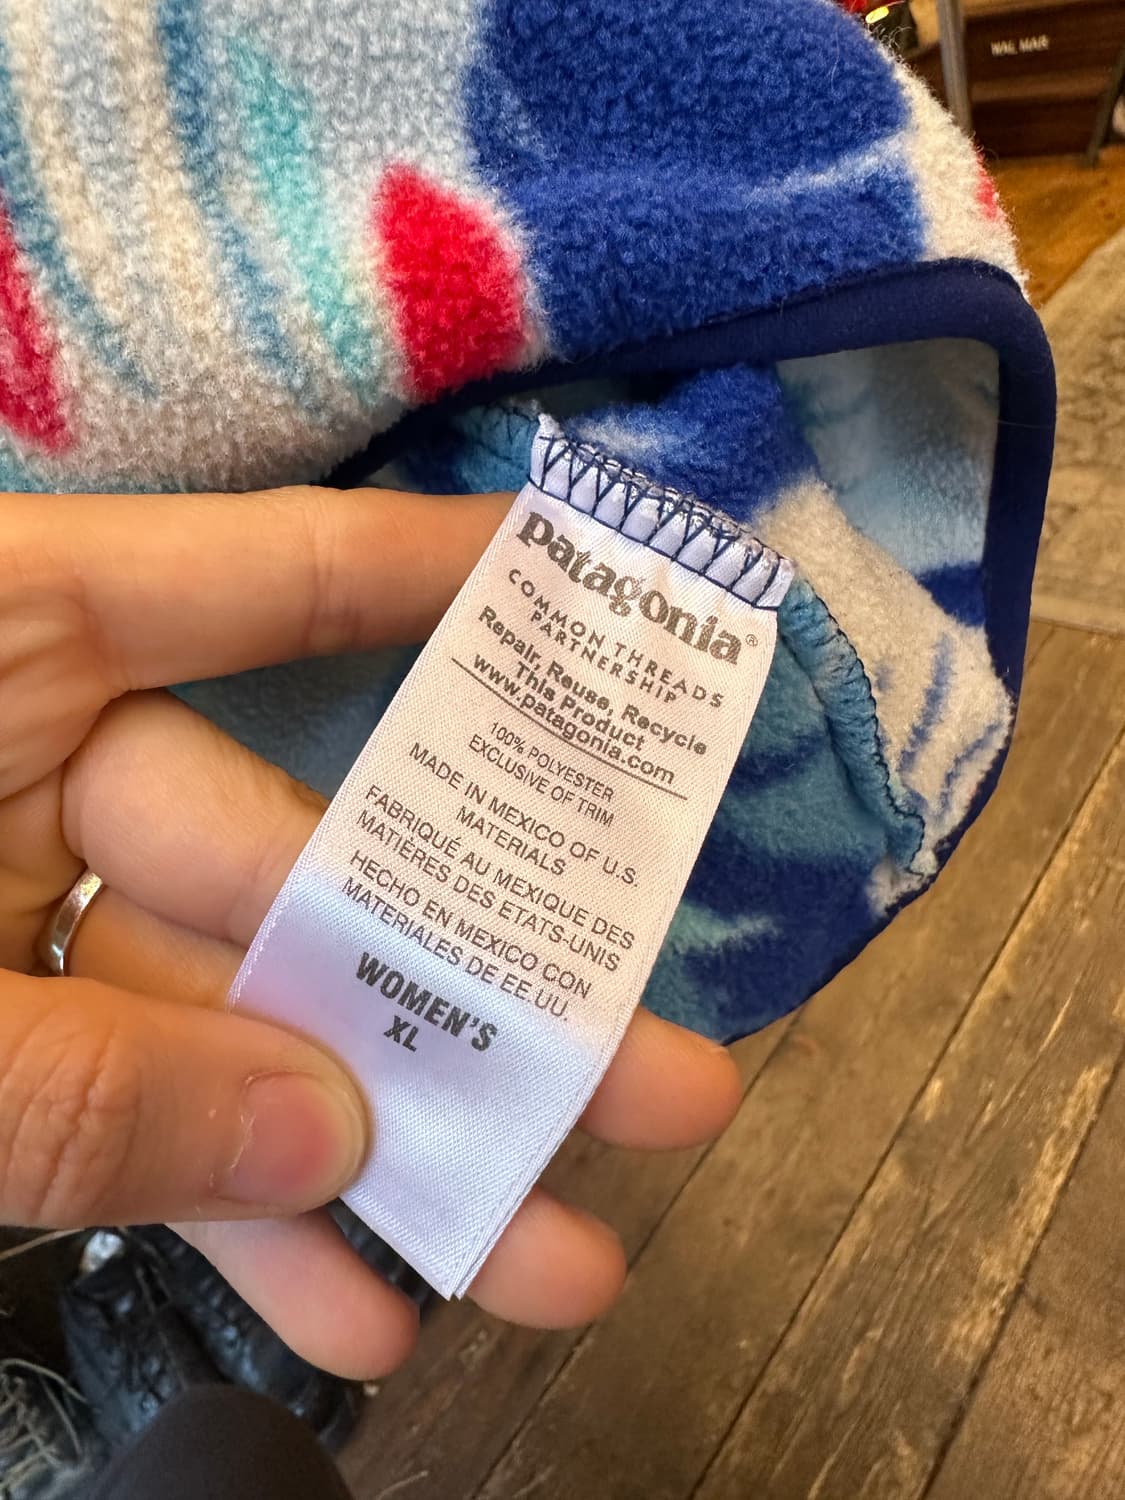 patagonia®
COMMON THREADS
PARTNERSHIP
Repair, Reuse, Recycle
This Product
www.patagonia.com
100% POLYESTER
EXCLUSIVE OF TRIM
MADE IN MEXICO OF U.S.
MATERIALS
FABRIQUÉ AU MEXIQUE DES
MATIÈRES DES ETATS-UNIS
HECHO EN MEXICO CON
MATERIALES DE EE.UU.
WOMEN'S
XL